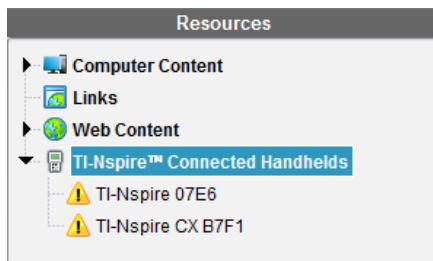 Resources
Computer Content
Links
Web Content
TI-Nspire™ Connected Handhelds
TI-Nspire 07E6
TI-Nspire CX B7F1